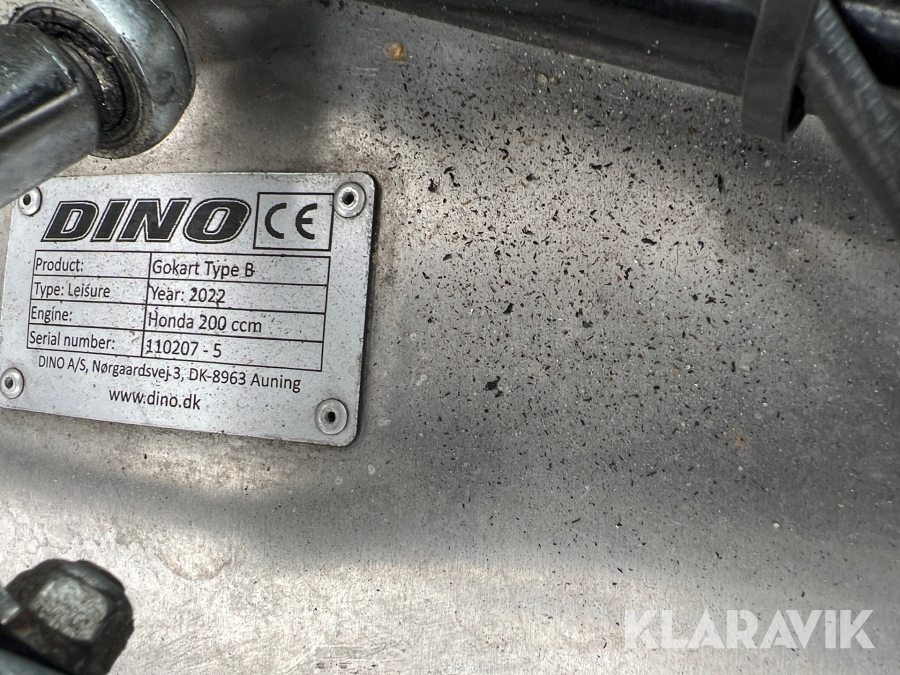 DINO CE
Product: Gokart Type B
Type: Leisure Year: 2022
Engine: Honda 200 ccm
Serial number: 110207 - 5
DINO A/S, Nørgaardsvej 3, DK-8963 Auning
www.dino.dk
KLARAVIK